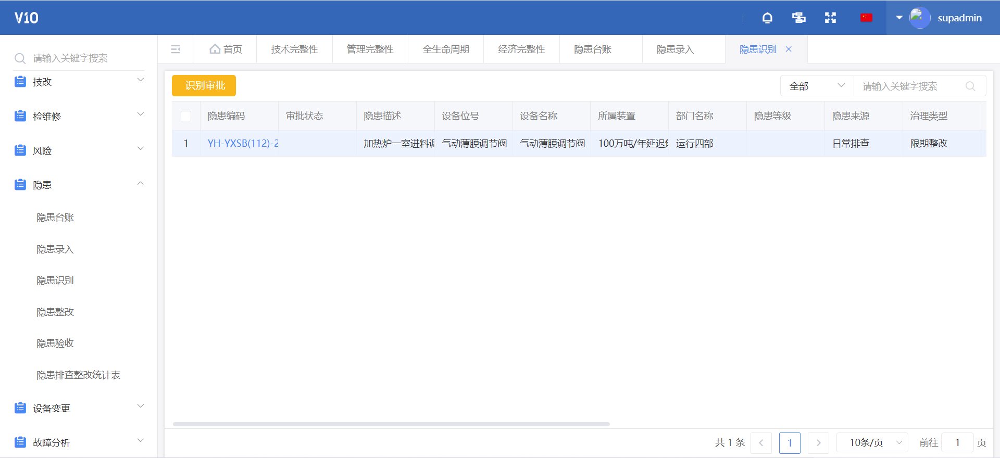 V10
supadmin
请输入关键字搜索
技改
检维修
风险
隐患
隐患台账
隐患录入
隐患识别
隐患整改
隐患验收
隐患排查整改统计表
设备变更
故障分析
首页
技术完整性
管理完整性
全生命周期
经济完整性
隐患台账
隐患录入
隐患识别
识别审批
全部
请输入关键字搜索
隐患编码 审批状态 隐患描述 设备位号 设备名称 所属装置 部门名称 隐患等级 隐患来源 治理类型
1 YH-YXSB(112)-2 加热炉一室进料调 气动薄膜调节阀 气动薄膜调节阀 100万吨/年延迟焦 运行四部 日常排查 限期整改
共 1 条 1 10条/页 前往 1 页